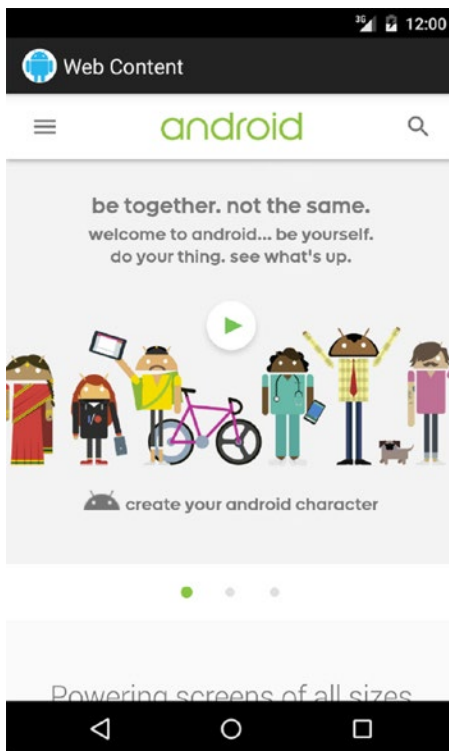 3G 12:00
Web Content
android
be together. not the same.
welcome to android... be yourself.
do your thing. see what's up.
create your android character
Powering screens of all sizes